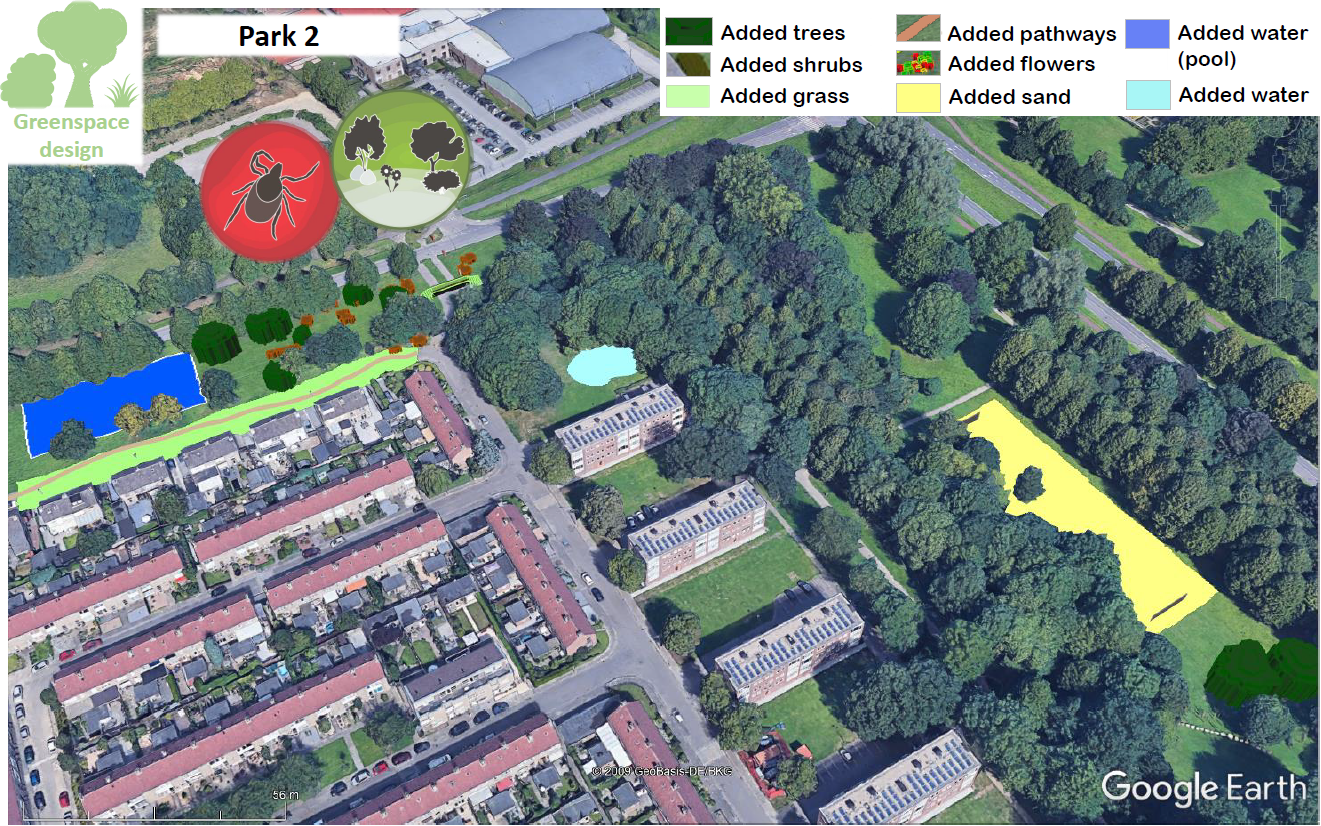 Park 2
Greenspace
design
Added trees
Added shrubs
Added grass
Added pathways
Added flowers
Added sand
Added water
(pool)
Added water
© 2009 GeoBasis-DE/BKG
56 m
Google Earth